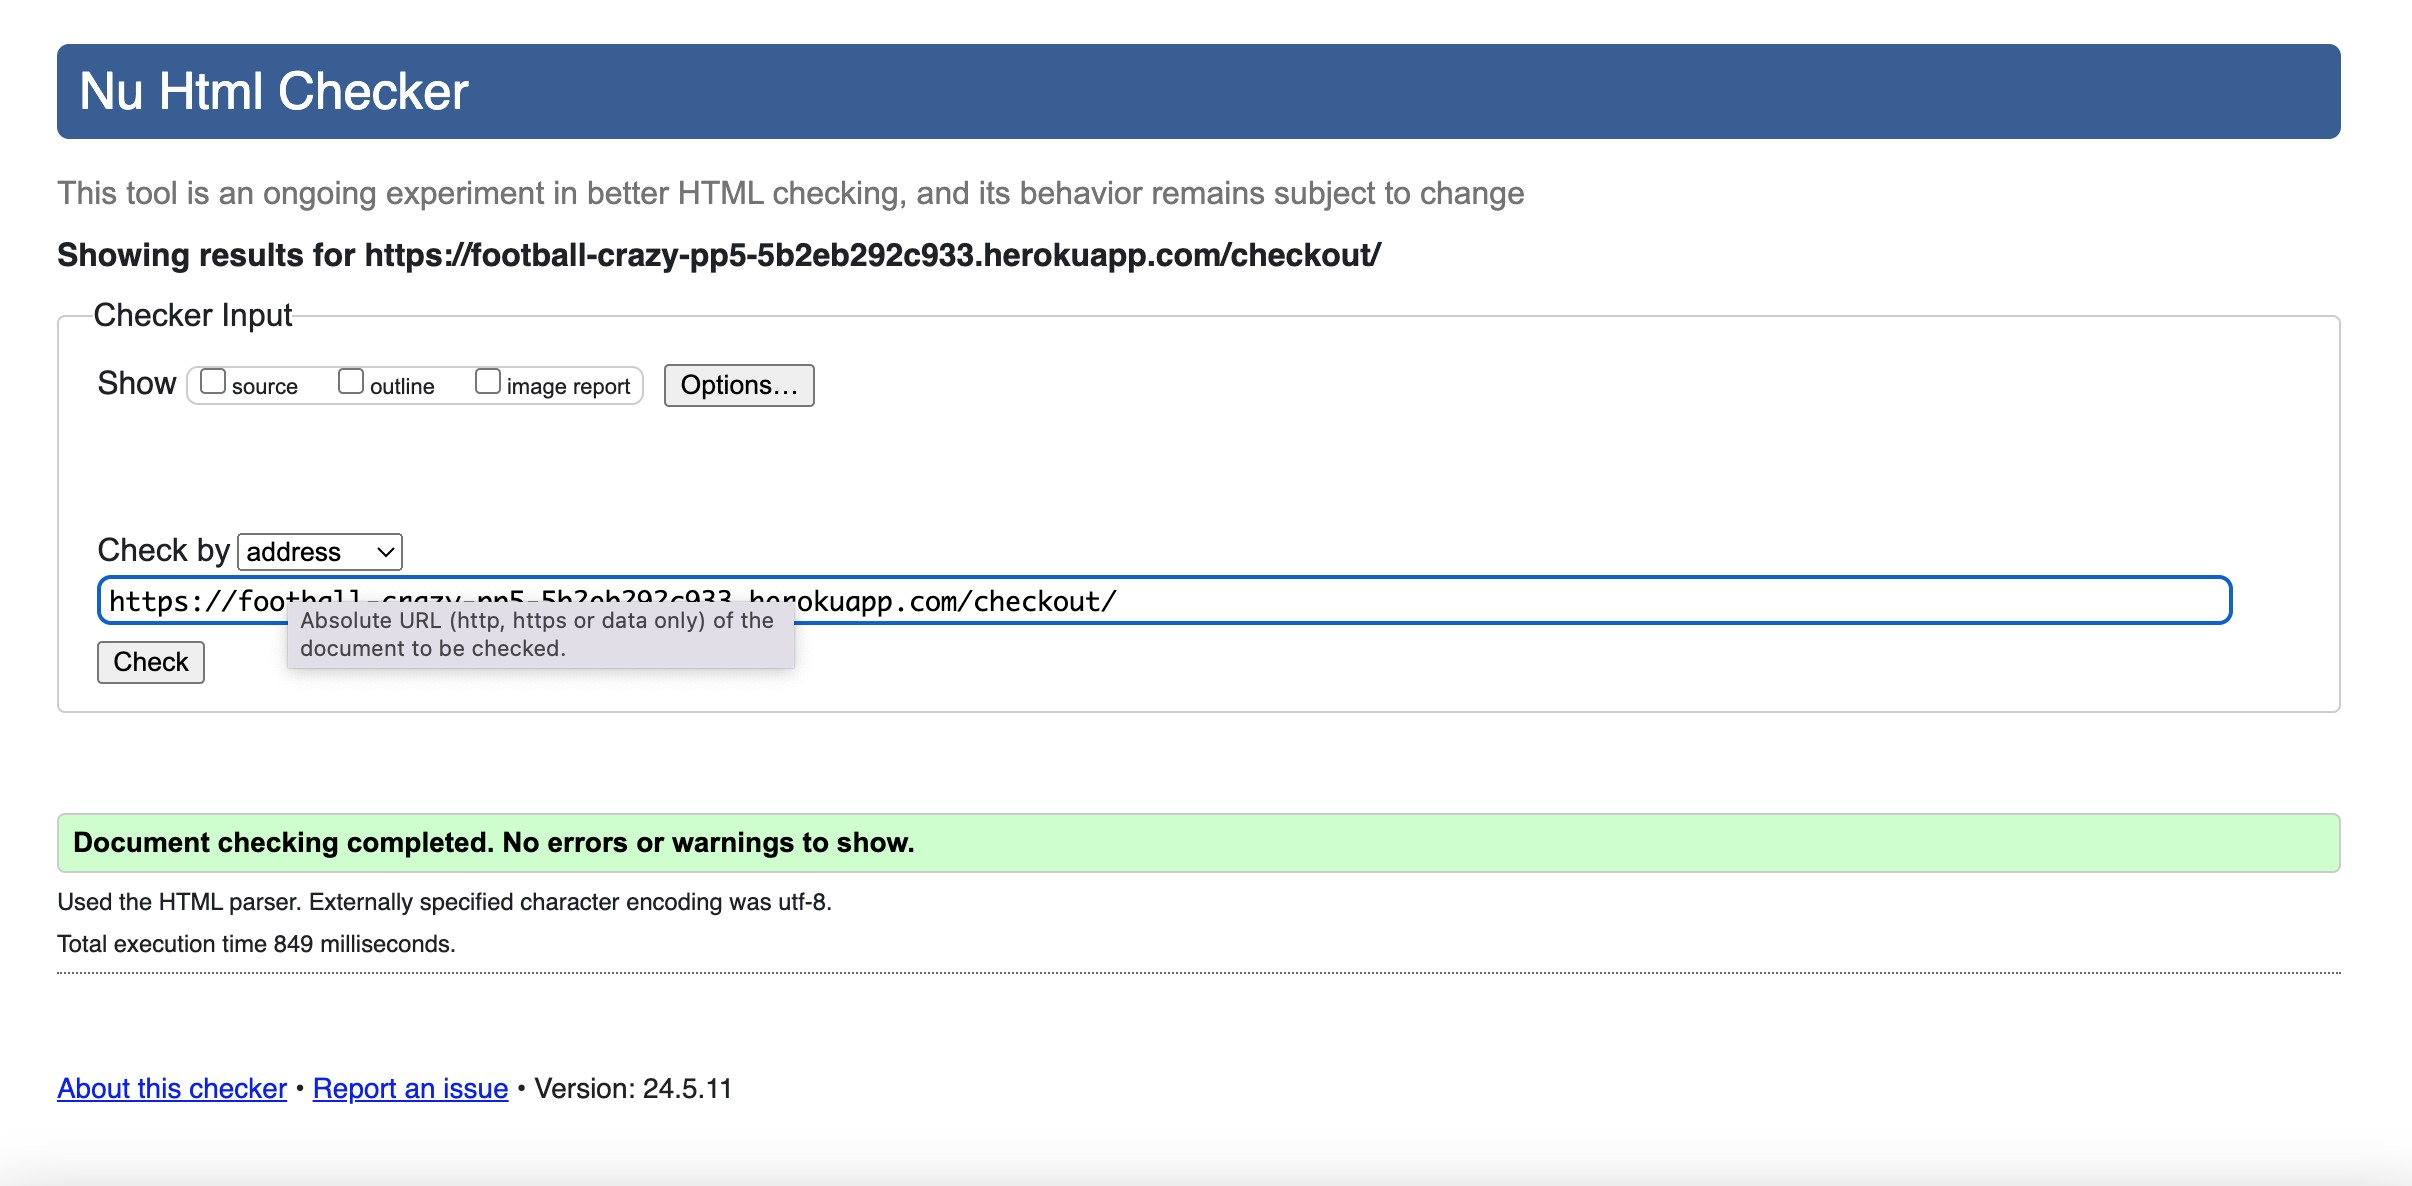 Nu Html Checker
This tool is an ongoing experiment in better HTML checking, and its behavior remains subject to change
Showing results for https://football-crazy-pp5-5b2eb292c933.herokuapp.com/checkout/
Checker Input
Show source outline image report Options...
Check by address
https://football-crazy-pp5-5b2eb292c933.herokuapp.com/checkout/
Absolute URL (http, https or data only) of the
document to be checked.
Check
Document checking completed. No errors or warnings to show.
Used the HTML parser. Externally specified character encoding was utf-8.
Total execution time 849 milliseconds.
About this checker • Report an issue • Version: 24.5.11